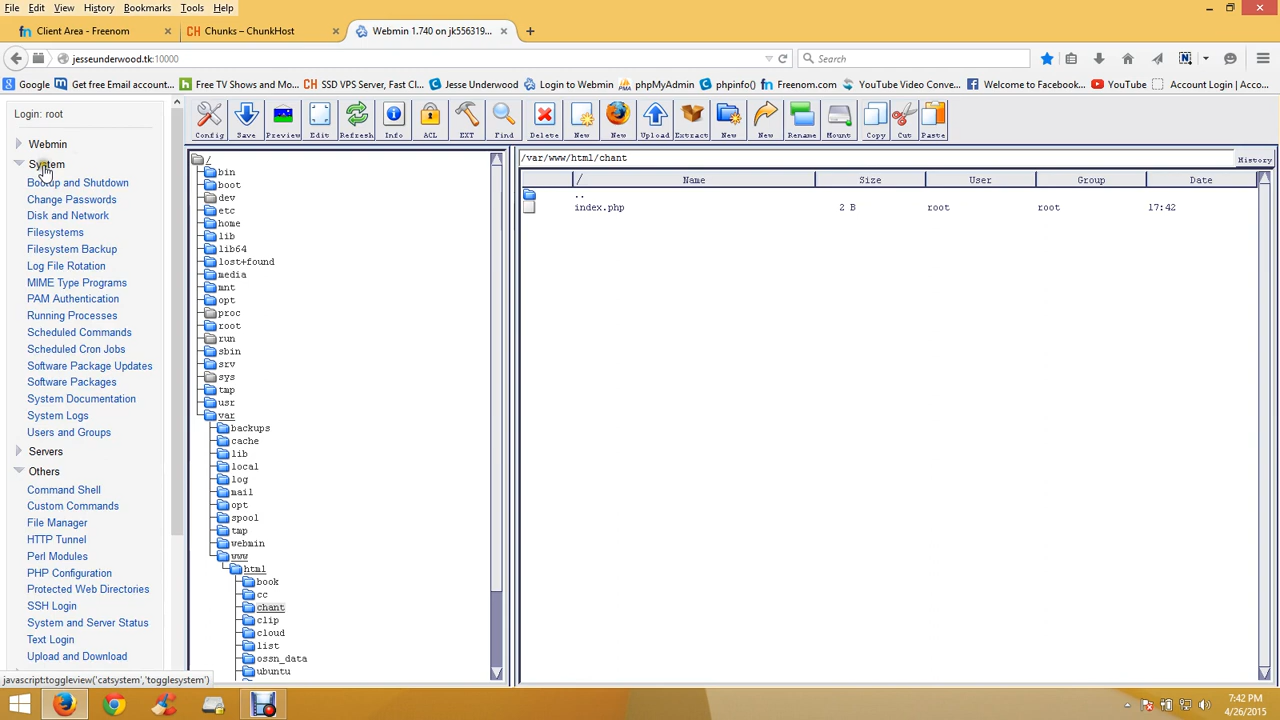 File Edit View History Bookmarks Tools Help
Client Area - Freenom
CH Chunks – ChunkHost
Webmin 1.740 on jk556319...
jesseunderwood.tk:10000
Search
Google
Get free Email account...
Free TV Shows and Mo...
CH SSD VPS Server, F, Cl...
Jesse Underwood
Login to Webmin
phpMyAdmin
phpinfo()
Freenom.com
YouTube Video Conve...
Welcome to Facebook...
YouTube
Account Login | Acco...
Login: root
Webmin
System
Bootup and Shutdown
Change Passwords
Disk and Network
Filesystems
Filesystem Backup
Log File Rotation
MIME Type Programs
PAM Authentication
Running Processes
Scheduled Commands
Scheduled Cron Jobs
Software Package Updates
Software Packages
System Documentation
System Logs
Users and Groups
Servers
Others
Command Shell
Custom Commands
File Manager
HTTP Tunnel
Perl Modules
PHP Configuration
Protected Web Directories
SSH Login
System and Server Status
Text Login
Upload and Download
javascript:toggleview('catsystem','togglesystem')
Config Save Preview Edit Refresh Info ACL EXT Find Delete New New Upload Extract New New Rename Mount Copy Cut Paste
/
bin
boot
dev
etc
home
lib
lib64
lost+found
media
mnt
opt
proc
root
run
sbin
srv
sys
tmp
usr
var
backups
cache
lib
local
log
mail
opt
spool
tmp
webmin
www
html
book
cc
chant
clip
cloud
list
ossn_data
ubuntu
/var/www/html/chant
History
/ Name Size User Group Date
..
index.php 2 B root root 17:42
7:42 PM
4/26/2015